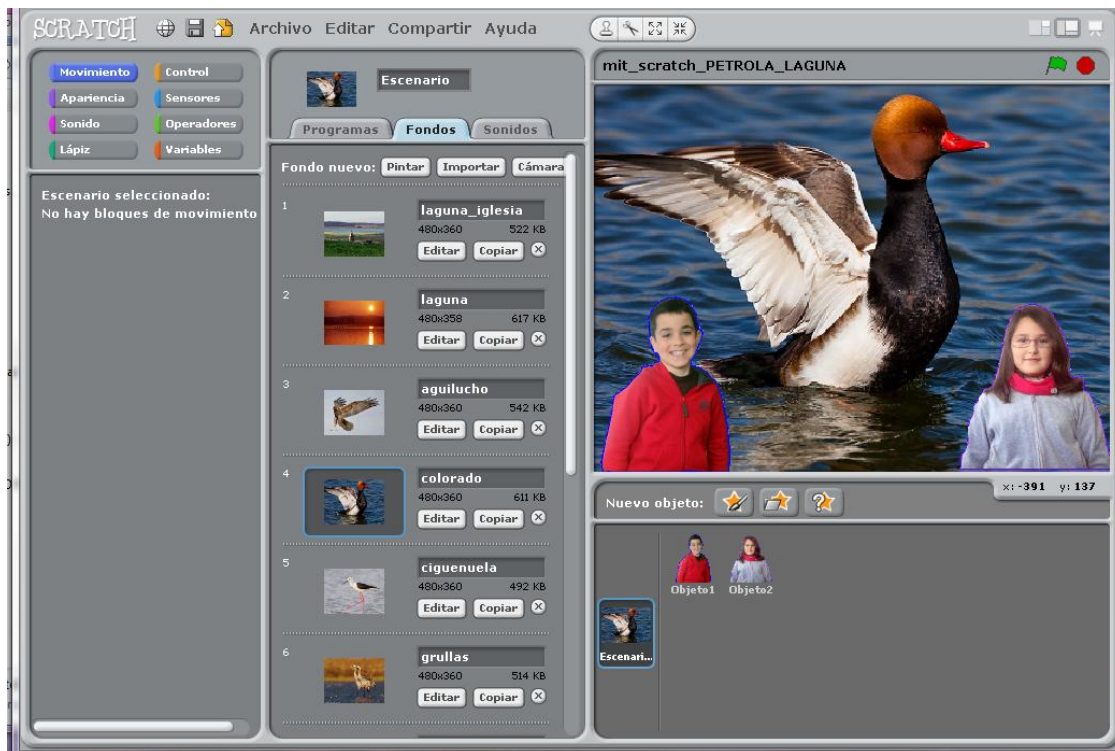 SCRATCH Archivo Editar Compartir Ayuda
Movimiento Control
Apariencia Sensores
Sonido Operadores
Lápiz Variables
Escenario seleccionado:
No hay bloques de movimiento
Escenario
Programas Fondos Sonidos
Fondo nuevo: Pintar Importar Cámara
1 laguna_iglesia
480x360 522 KB
Editar Copiar
2 laguna
480x358 617 KB
Editar Copiar
3 aguilucho
480x360 542 KB
Editar Copiar
4 colorado
480x360 611 KB
Editar Copiar
5 ciguenuela
480x360 492 KB
Editar Copiar
6 grullas
480x360 514 KB
Editar Copiar
mit_scratch_PETROLA_LAGUNA
x: -391 y: 137
Nuevo objeto:
Objeto1 Objeto2
Escenari...